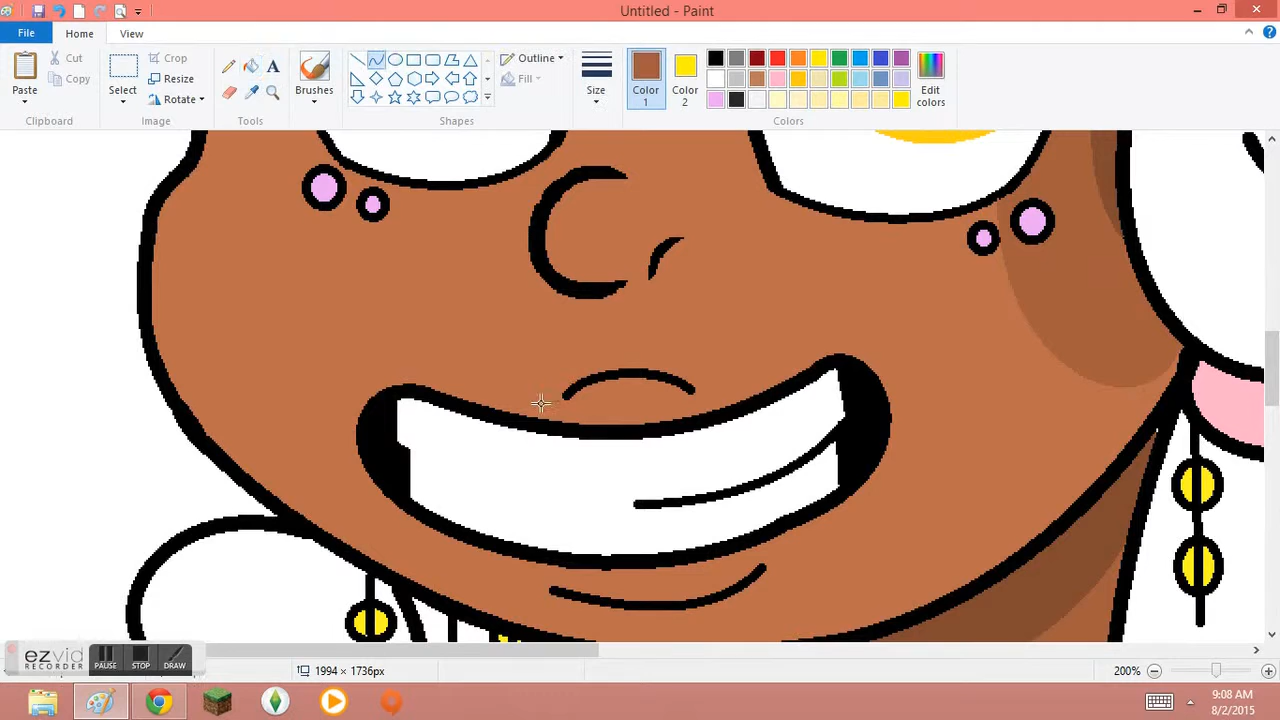 Untitled - Paint
File
Home
View
Paste
Cut
Copy
Clipboard
Select
Crop
Resize
Rotate
Image
A
Tools
Brushes
Outline
Fill
Shapes
Size
Color
1
Color
2
Edit
colors
Colors
ezvid
RECORDER
PAUSE
STOP
DRAW
1994 × 1736px
200%
9:08 AM
8/2/2015